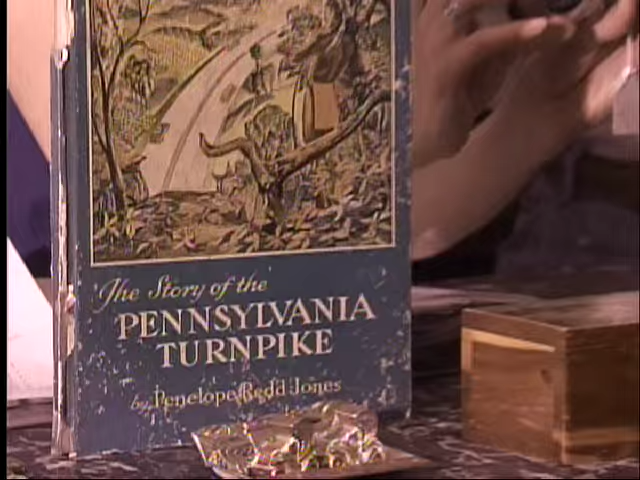 The Story of the
PENNSYLVANIA
TURNPIKE
by Penelope Redd Jones